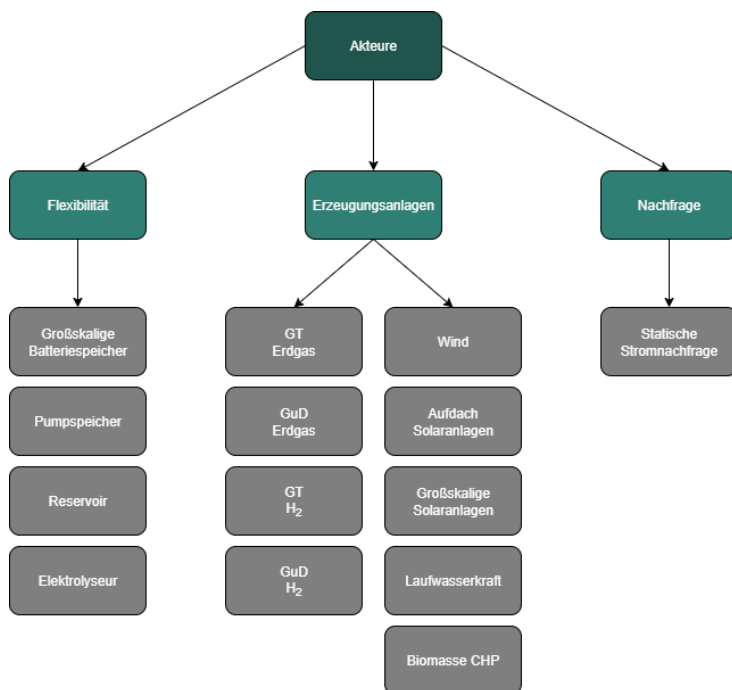 Akteure
Flexibilität
Erzeugungsanlagen
Nachfrage
Großskalige
Batteriespeicher
Pumpspeicher
Reservoir
Elektrolyseur
GT
Erdgas
GuD
Erdgas
GT
H2
GuD
H2
Wind
Aufdach
Solaranlagen
Großskalige
Solaranlagen
Laufwasserkraft
Biomasse CHP
Statische
Stromnachfrage